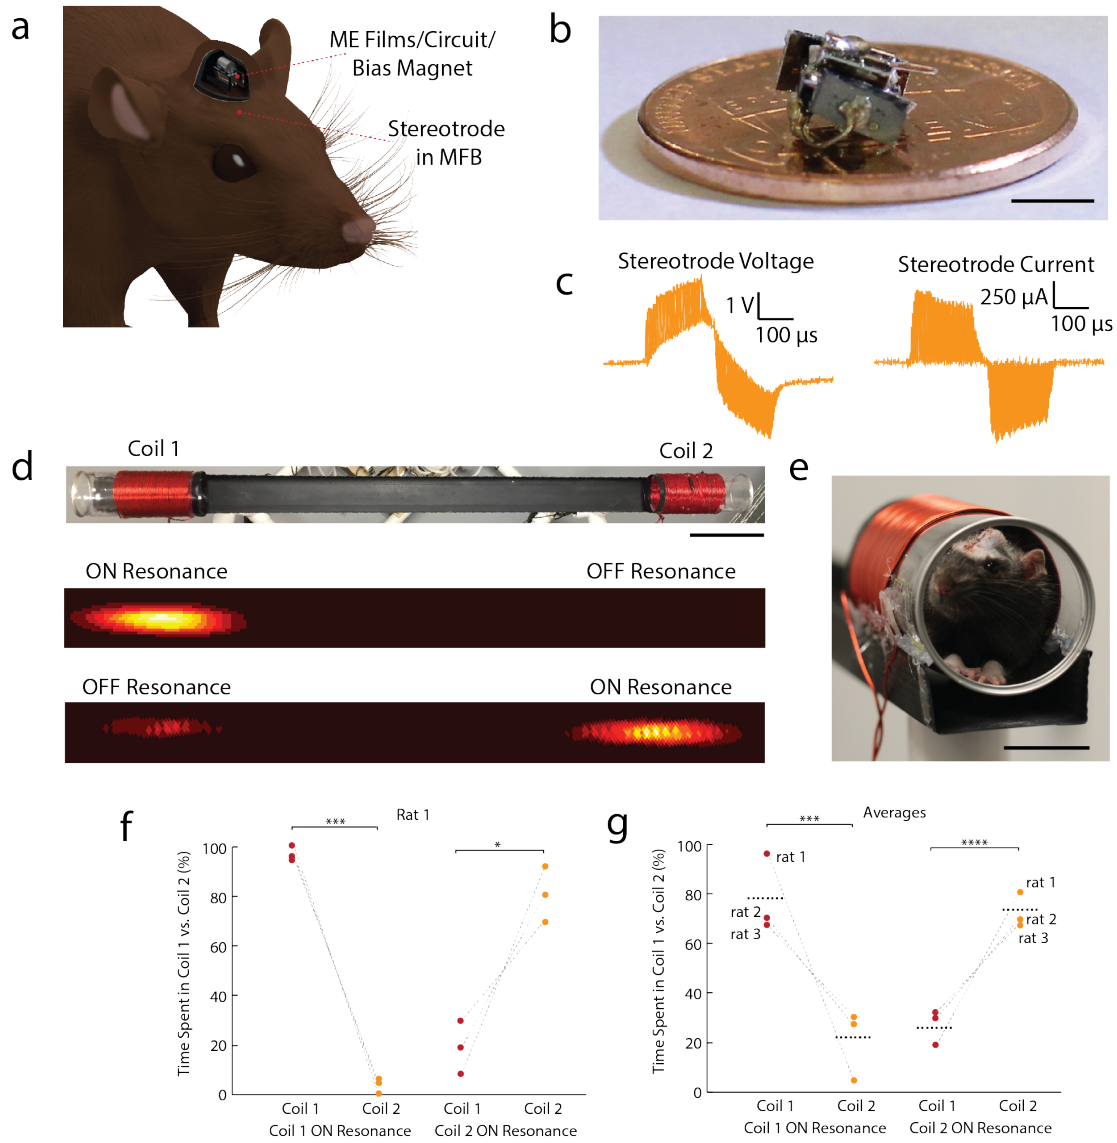 a
ME Films/Circuit/
Bias Magnet
Stereotrode
in MFB
b
c
Stereotrode Voltage
1 V
100 µs
Stereotrode Current
250 µA
100 µs
d
Coil 1
Coil 2
ON Resonance
OFF Resonance
OFF Resonance
ON Resonance
e
f
Rat 1
***
*
Time Spent in Coil 1 vs. Coil 2 (%)
100
80
60
40
20
0
Coil 1
Coil 2
Coil 1
Coil 2
Coil 1 ON Resonance
Coil 2 ON Resonance
g
Averages
***
****
Time Spent in Coil 1 vs. Coil 2 (%)
100
80
60
40
20
0
rat 1
rat 2
rat 3
rat 1
rat 2
rat 3
Coil 1
Coil 2
Coil 1
Coil 2
Coil 1 ON Resonance
Coil 2 ON Resonance